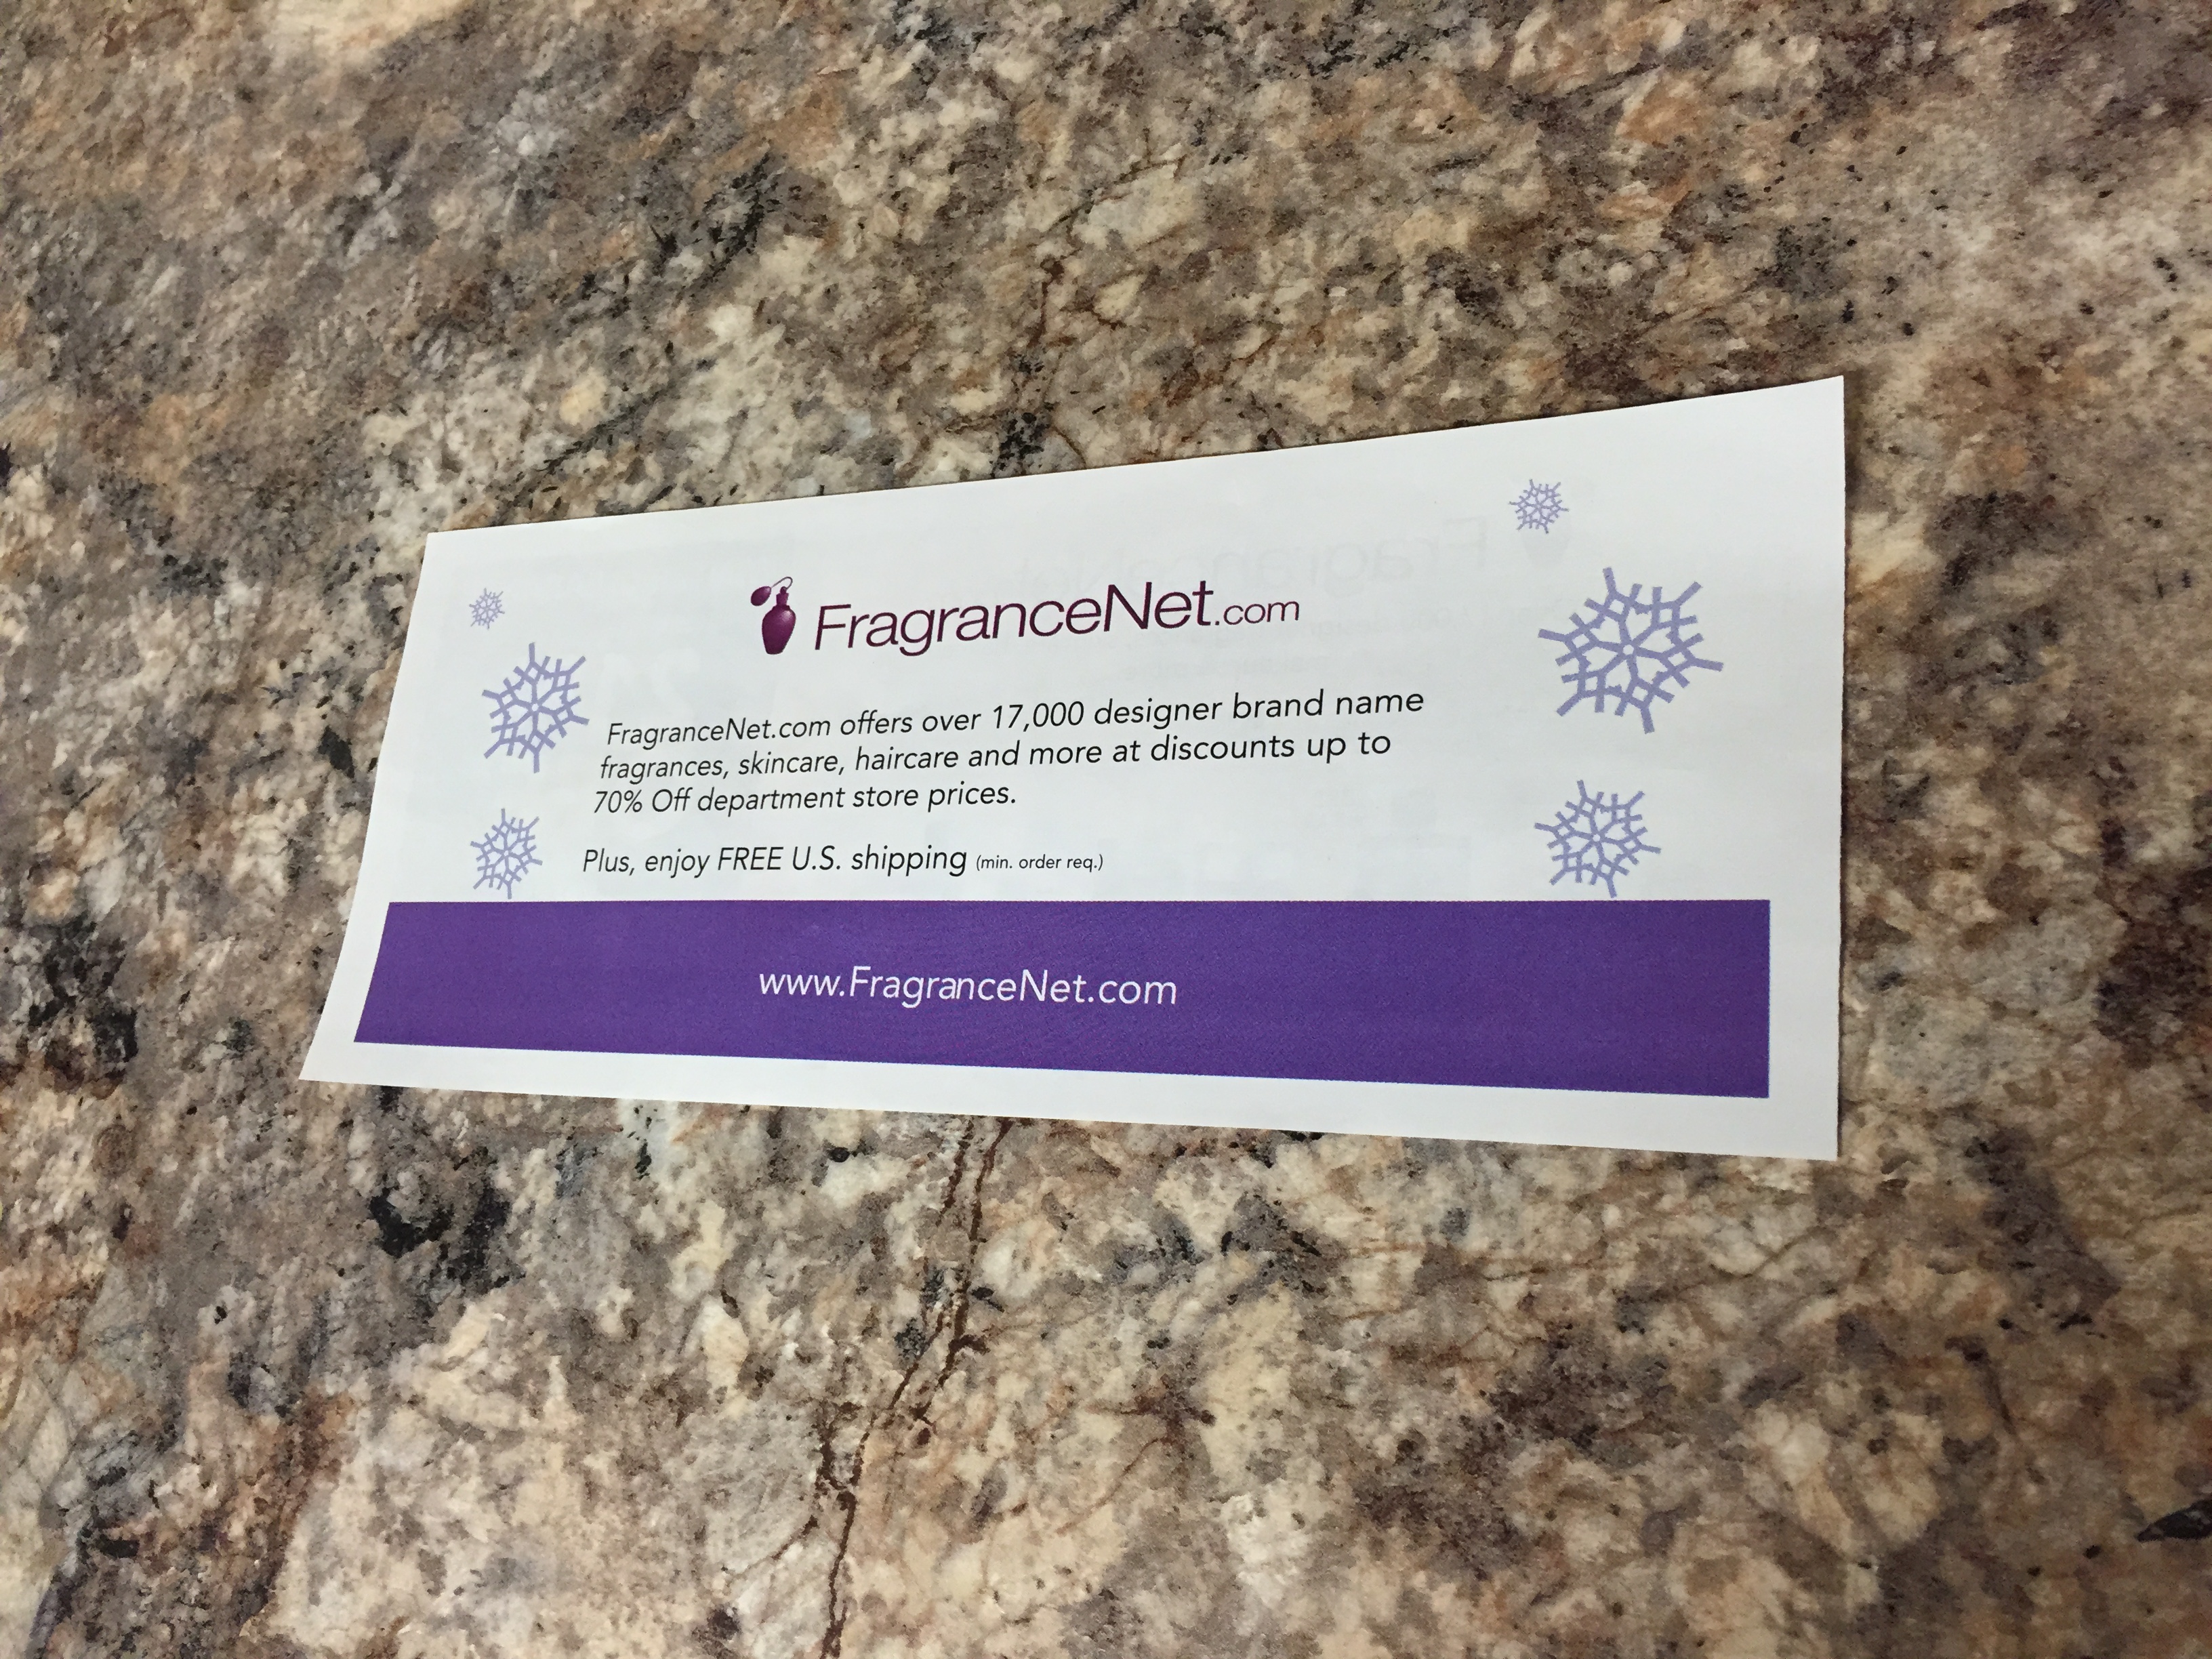 FragranceNet.com
FragranceNet.com offers over 17,000 designer brand name
fragrances, skincare, haircare and more at discounts up to
70% Off department store prices.
Plus, enjoy FREE U.S. shipping (min. order req.)
www.FragranceNet.com